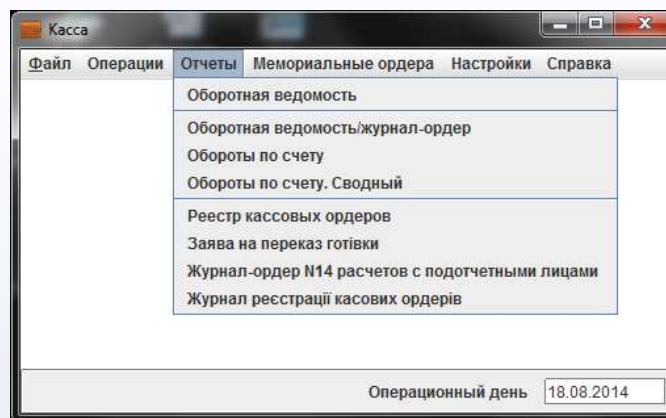 Касса
Файл Операции Отчеты Мемориальные ордера Настройки Справка
Оборотная ведомость
Оборотная ведомость/журнал-ордер
Обороты по счету
Обороты по счету. Сводный
Реестр кассовых ордеров
Заява на переказ готівки
Журнал-ордер N14 расчетов с подотчетными лицами
Журнал реєстрації касових ордерів
Операционный день 18.08.2014